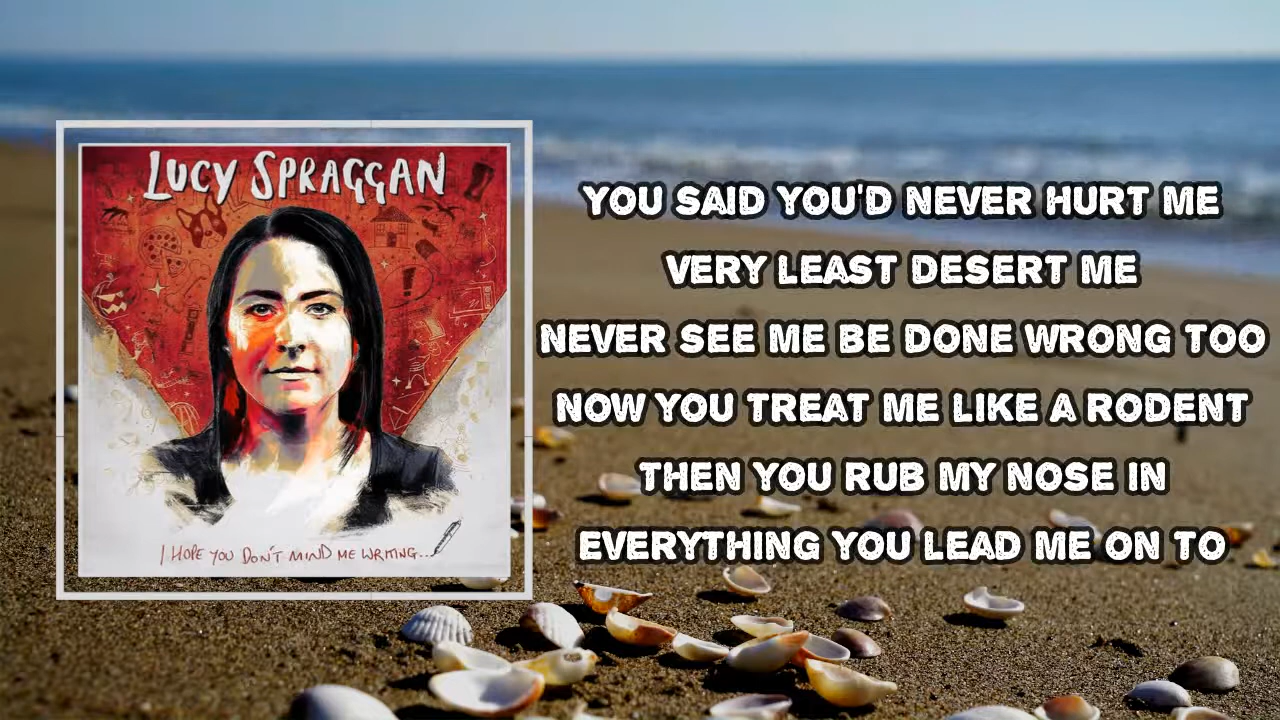 LUCY SPRAGGAN
I HOPE YOU DON'T MIND ME WRITING...
YOU SAID YOU'D NEVER HURT ME
VERY LEAST DESERT ME
NEVER SEE ME BE DONE WRONG TOO
NOW YOU TREAT ME LIKE A RODENT
THEN YOU RUB MY NOSE IN
EVERYTHING YOU LEAD ME ON TO